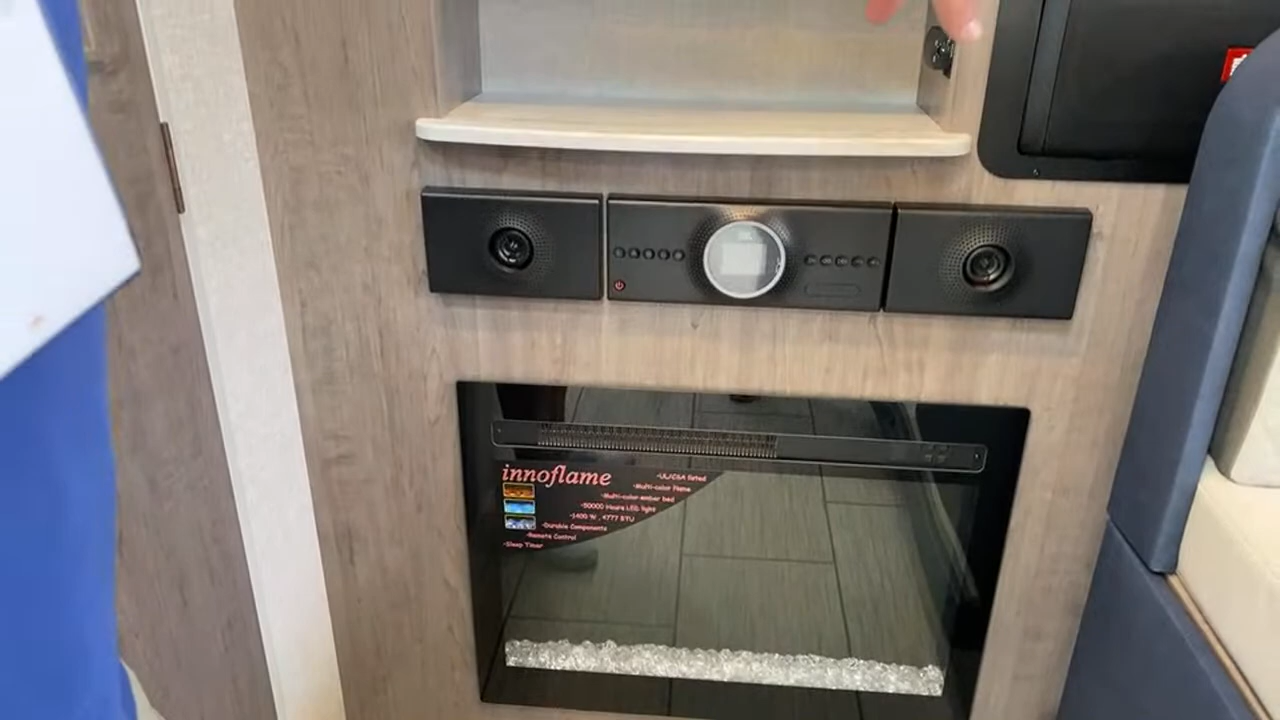 innoflame
-UL/CSA listed
-Multi-color flame
-Multi-color ember bed
-50000 Hours LED light
-1400 W, 4777 BTU
-Durable Components
-Remote Control
-Sleep Timer